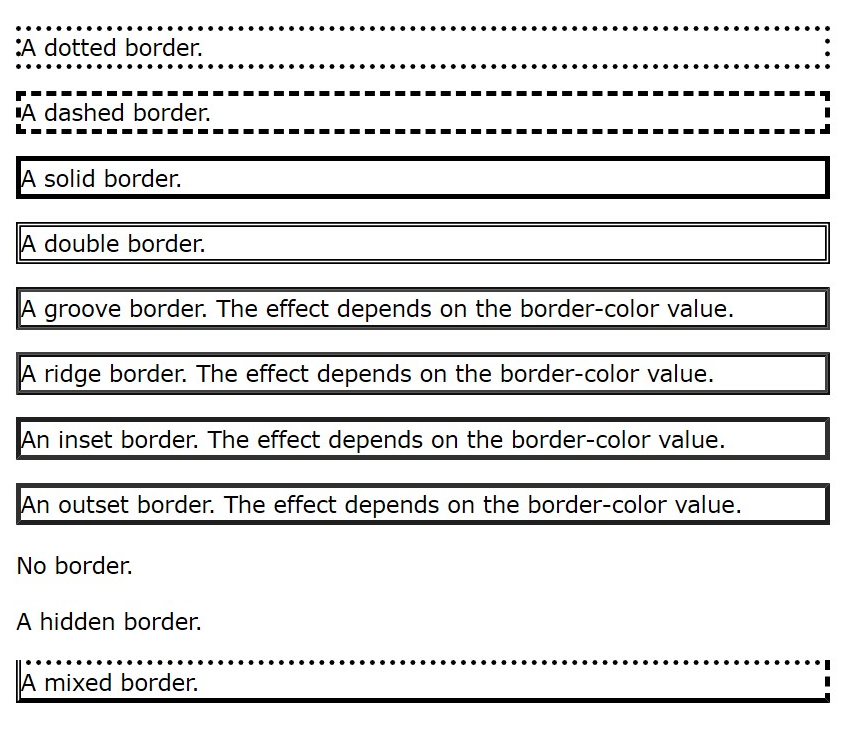 A dotted border.
A dashed border.
A solid border.
A double border.
A groove border. The effect depends on the border-color value.
A ridge border. The effect depends on the border-color value.
An inset border. The effect depends on the border-color value.
An outset border. The effect depends on the border-color value.
No border.
A hidden border.
A mixed border.